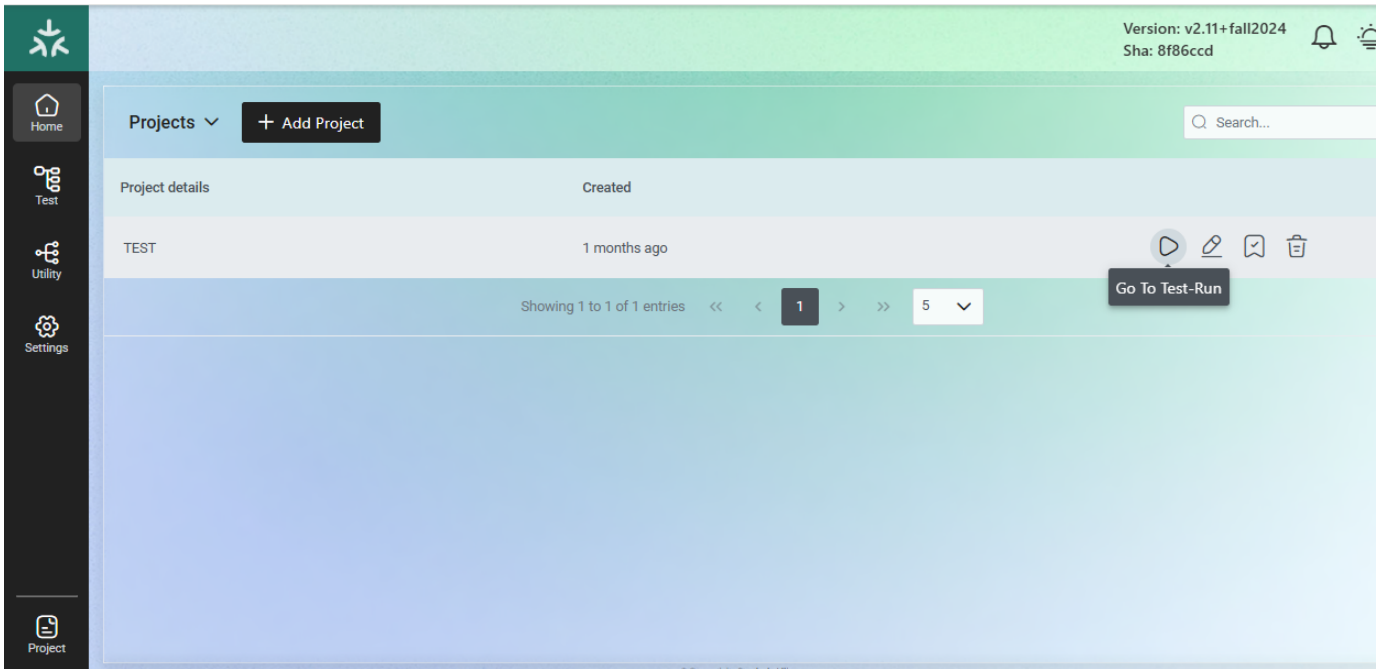 Version: v2.11+fall2024
Sha: 8f86ccd
Home
Test
Utility
Settings
Project
Projects
+ Add Project
Search...
Project details
Created
TEST
1 months ago
Go To Test-Run
Showing 1 to 1 of 1 entries
<< < 1 > >>
5